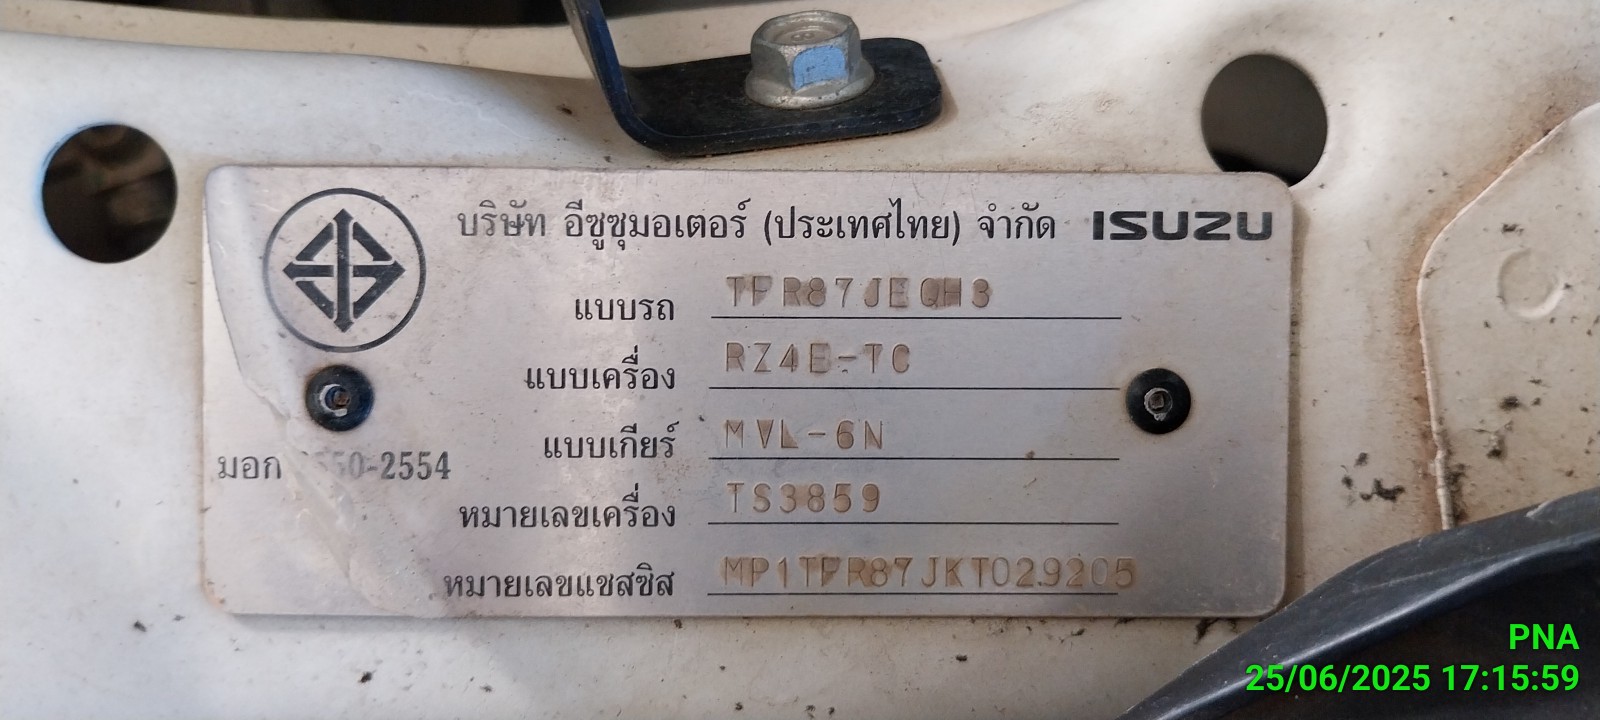 บริษัท อีซูซุมอเตอร์ (ประเทศไทย) จำกัด ISUZU
แบบรถ TFR87JEQH3
แบบเครื่อง RZ4E-TC
แบบเกียร์ MVL-6N
มอก 50-2554
หมายเลขเครื่อง TS3859
หมายเลขแชสซิส MP1TFR87JKT029205
PNA
25/06/2025 17:15:59